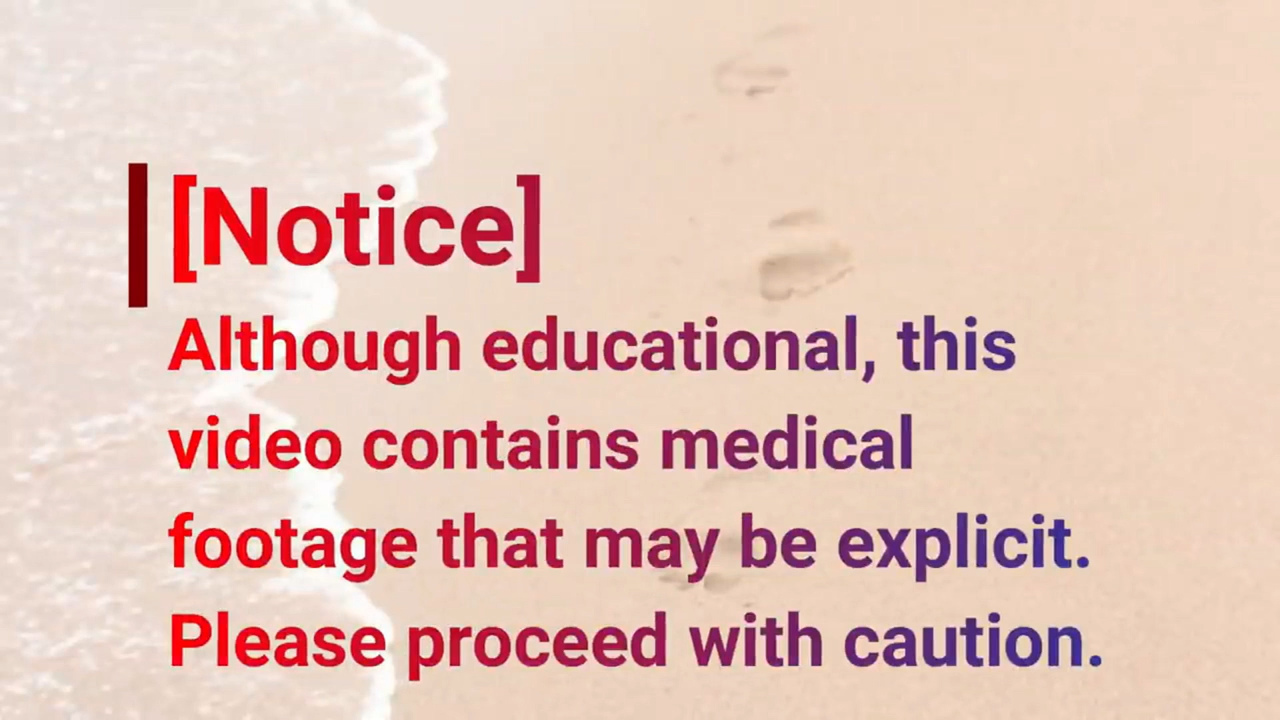 [Notice]
Although educational, this
video contains medical
footage that may be explicit.
Please proceed with caution.